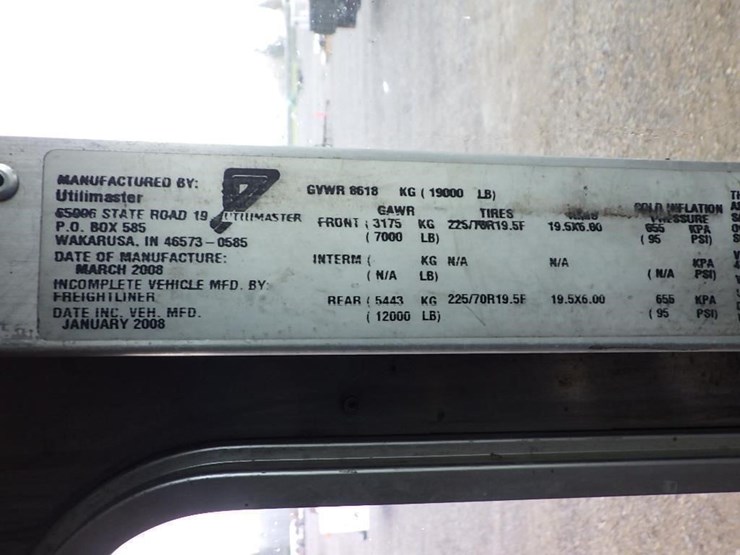 MANUFACTURED BY:
Utilimaster
65906 STATE ROAD 19
P.O. BOX 585
WAKARUSA, IN 46573-0585
DATE OF MANUFACTURE:
MARCH 2008
INCOMPLETE VEHICLE MFD. BY:
FREIGHTLINER
DATE INC. VEH. MFD.
JANUARY 2008
UTILIMASTER
GVWR 8618 KG ( 19000 LB)
GAWR TIRES RIMS COLD INFLATION PRESSURE
FRONT ( 3175 KG 225/70R19.5F 19.5X6.00 655 KPA
( 7000 LB) ( 95 PSI)
INTERM ( KG N/A N/A KPA
( N/A LB) ( N/A PSI)
REAR ( 5443 KG 225/70R19.5F 19.5X6.00 655 KPA
( 12000 LB) ( 95 PSI)